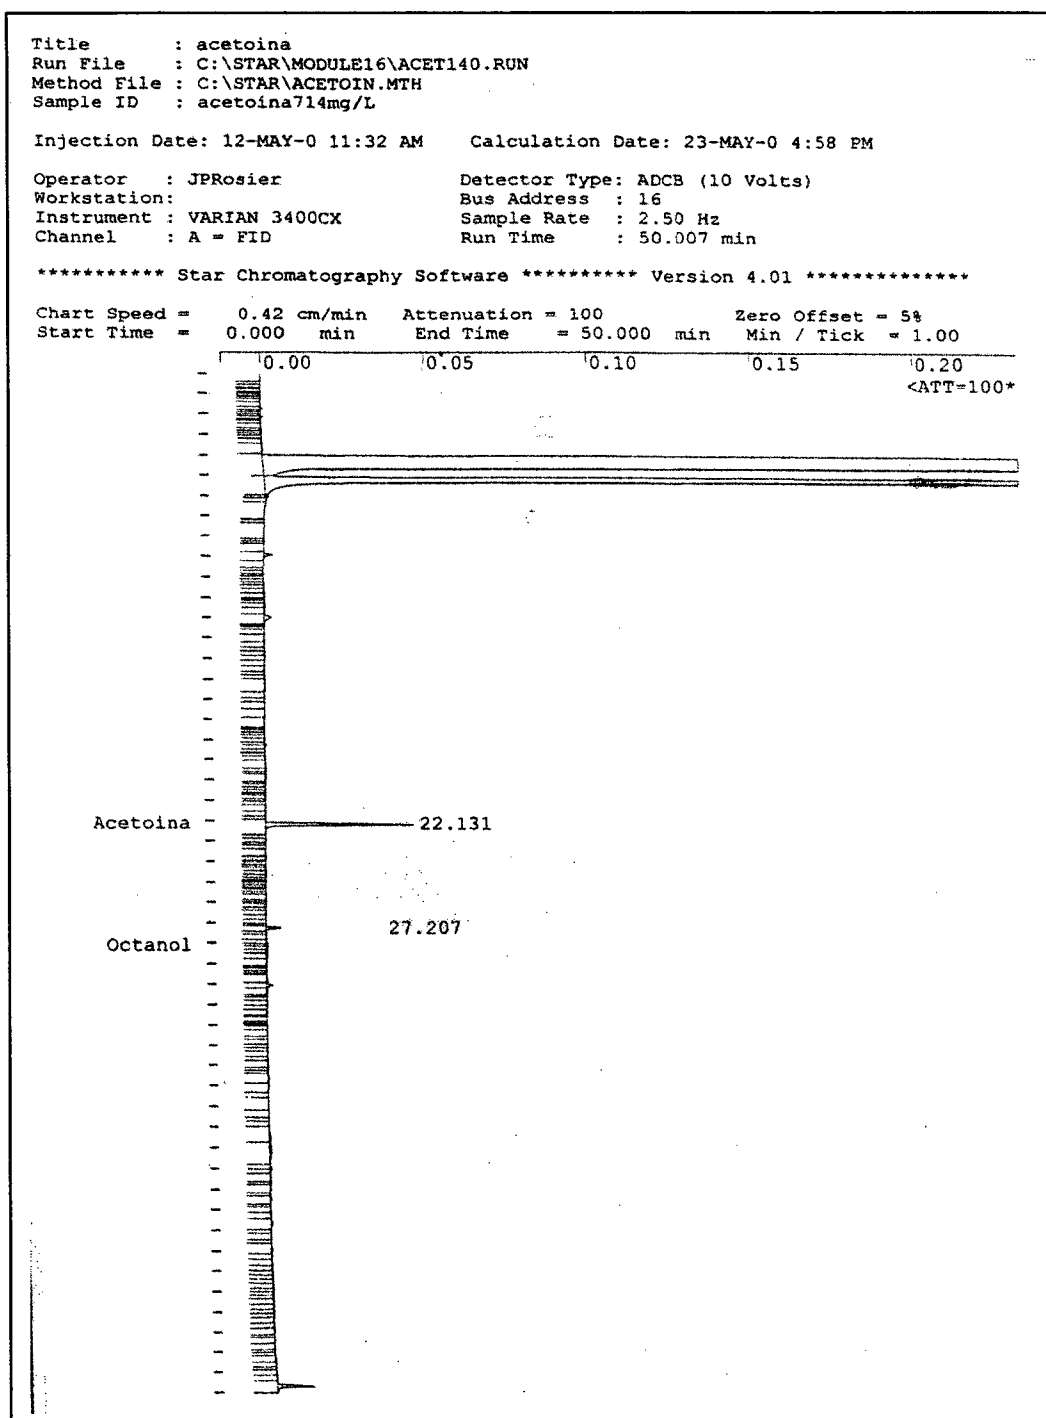 Title : acetoina
Run File : C:\STAR\MODULE16\ACET140.RUN
Method File : C:\STAR\ACETOIN.MTH
Sample ID : acetoina714mg/L
Injection Date: 12-MAY-0 11:32 AM Calculation Date: 23-MAY-0 4:58 PM
Operator : JPRosier Detector Type: ADCB (10 Volts)
Workstation: Bus Address : 16
Instrument : VARIAN 3400CX Sample Rate : 2.50 Hz
Channel : A = FID Run Time : 50.007 min
*********** Star Chromatography Software ********** Version 4.01 **************
Chart Speed = 0.42 cm/min Attenuation = 100 Zero Offset = 5%
Start Time = 0.000 min End Time = 50.000 min Min / Tick = 1.00
0.00 0.05 0.10 0.15 0.20
<ATT=100*
Acetoina 22.131
27.207
Octanol